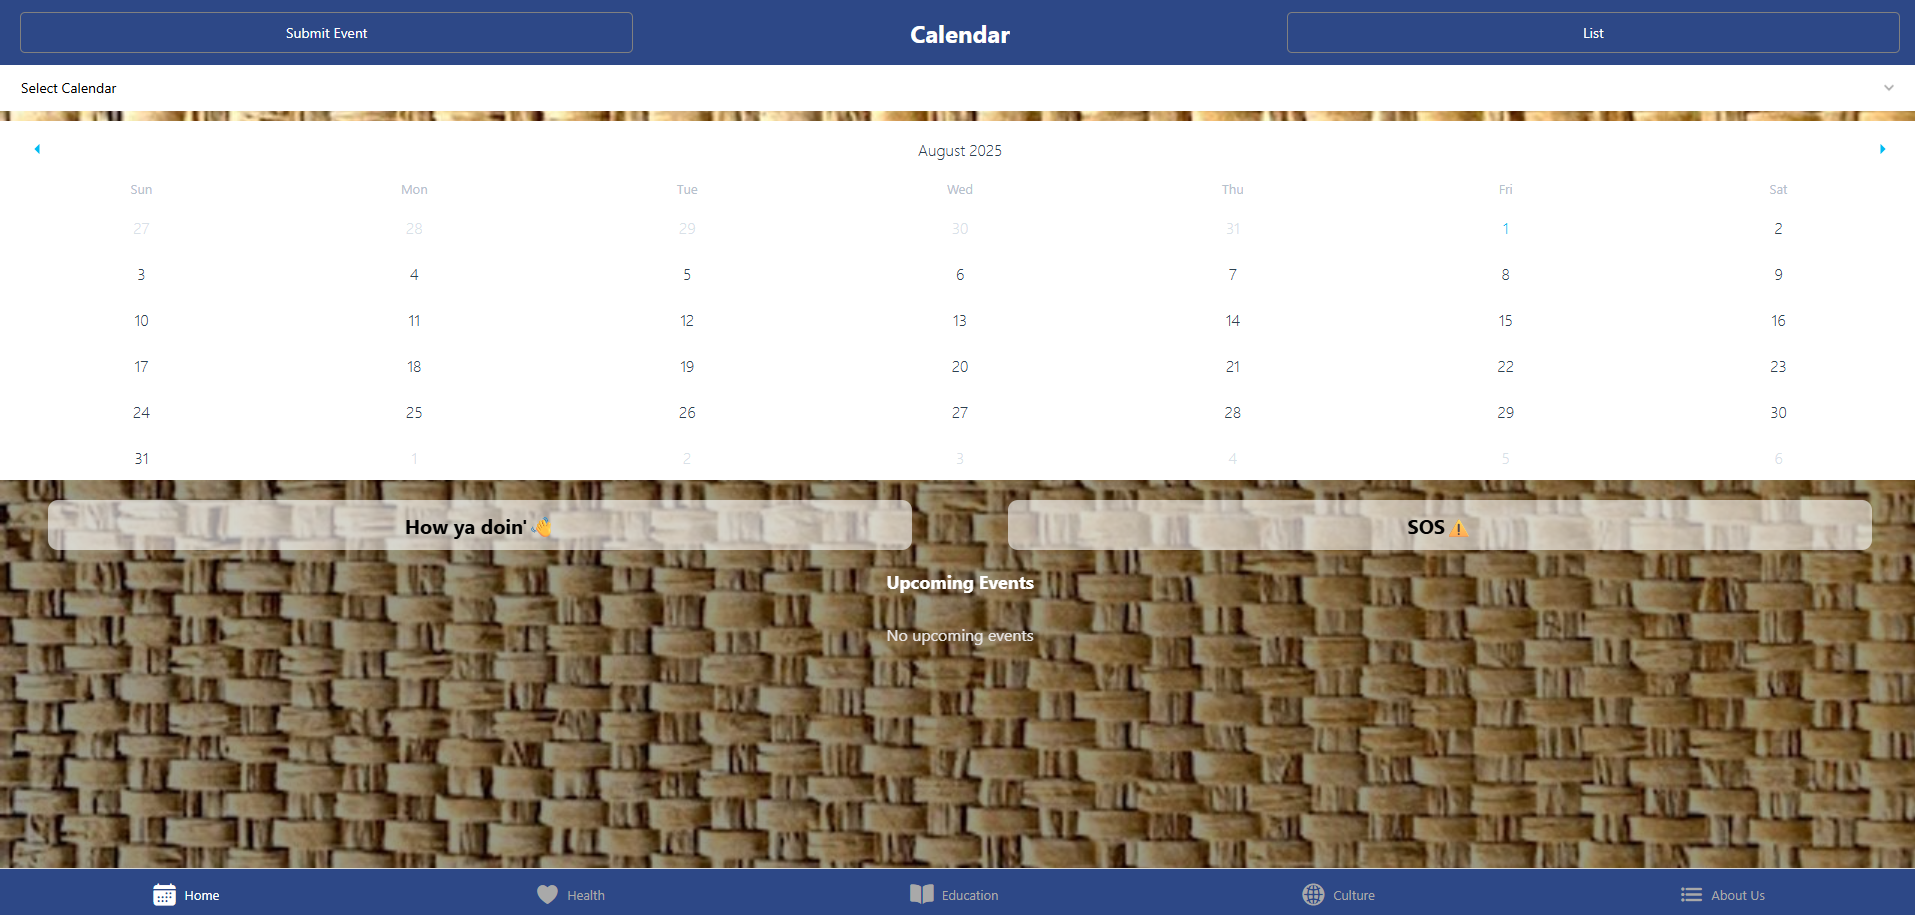 Submit Event
Calendar
List
Select Calendar
August 2025
Sun Mon Tue Wed Thu Fri Sat
27 28 29 30 31 1 2
3 4 5 6 7 8 9
10 11 12 13 14 15 16
17 18 19 20 21 22 23
24 25 26 27 28 29 30
31 1 2 3 4 5 6
How ya doin' 👋
SOS ⚠️
Upcoming Events
No upcoming events
Home
Health
Education
Culture
About Us